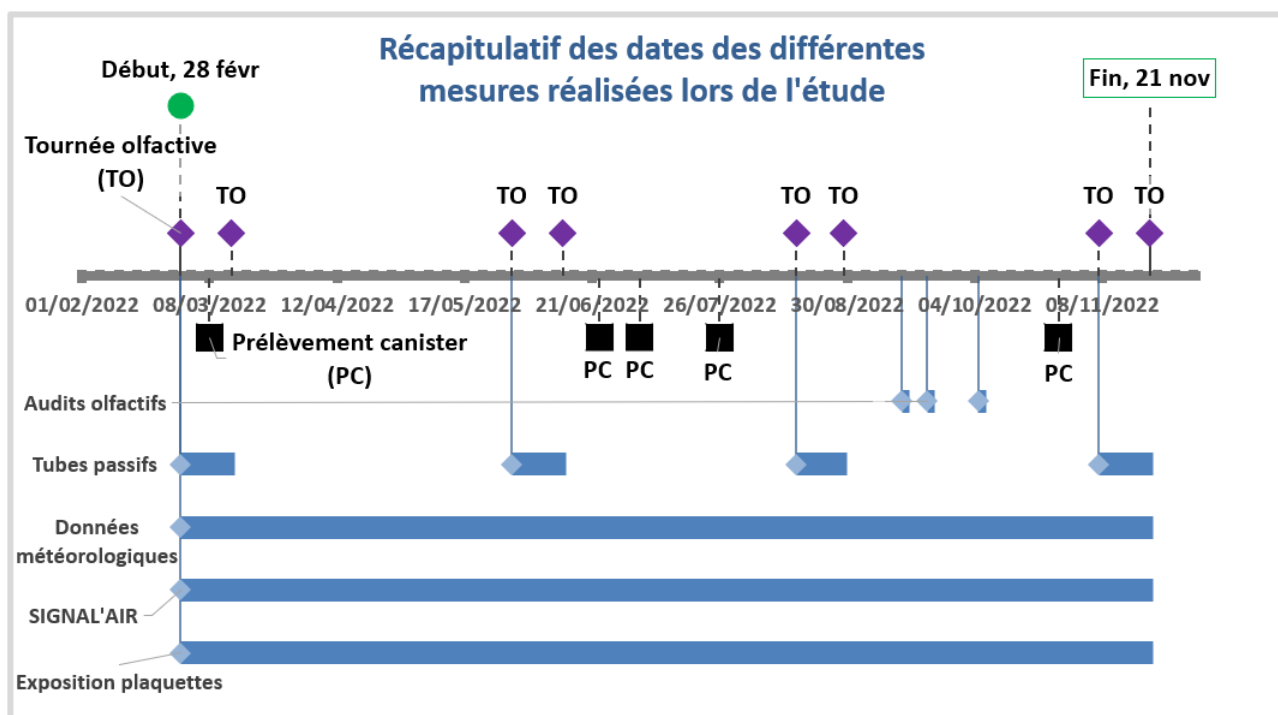 Récapitulatif des dates des différentes
mesures réalisées lors de l'étude
Début, 28 févr
Fin, 21 nov
Tournée olfactive
(TO)
TO
TO
TO
TO
TO
TO
TO
01/02/2022
08/03/2022
12/04/2022
17/05/2022
21/06/2022
26/07/2022
30/08/2022
04/10/2022
08/11/2022
Prélèvement canister
(PC)
PC
PC
PC
PC
Audits olfactifs
Tubes passifs
Données
météorologiques
SIGNAL'AIR
Exposition plaquettes